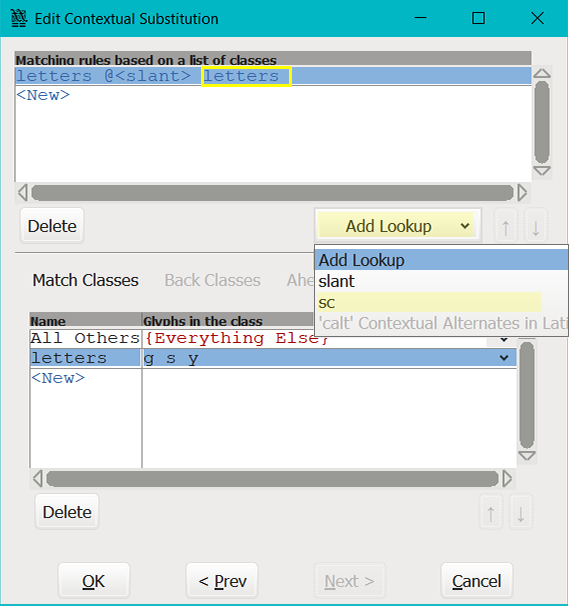 Edit Contextual Substitution
Matching rules based on a list of classes
letters @<slant> letters
<New>
Delete
Add Lookup
Add Lookup
slant
sc
'calt' Contextual Alternates in Lati
Match Classes Back Classes Ahe
Name Glyphs in the class
All Others {Everything Else}
letters g s y
<New>
Delete
OK < Prev Next > Cancel